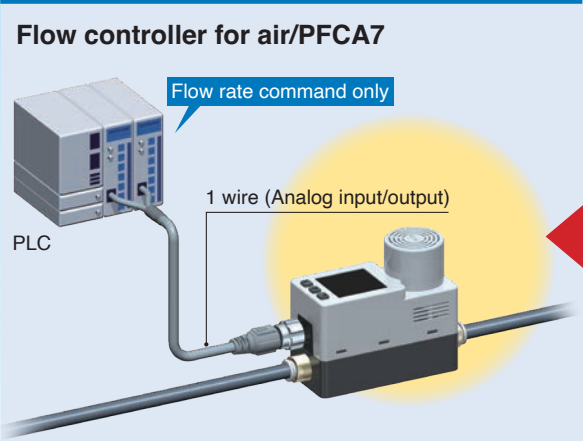 Flow controller for air/PFCA7
Flow rate command only
1 wire (Analog input/output)
PLC